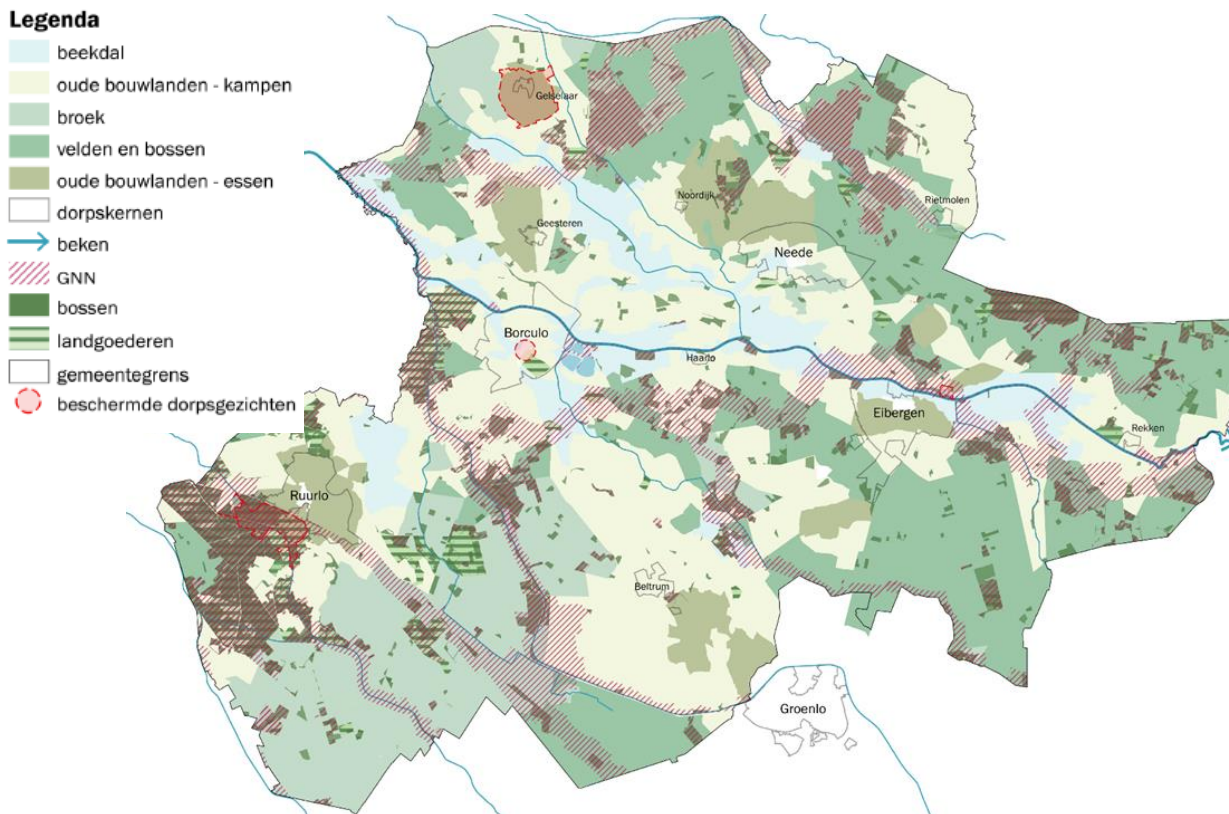 Legenda
beekdal
oude bouwlanden - kampen
broek
velden en bossen
oude bouwlanden - essen
dorpskernen
beken
GNN
bossen
landgoederen
gemeentegrens
beschermde dorpsgezichten
Gelselaar
Noordijk
Rietmolen
Geesteren
Neede
Borculo
Haarlo
Eibergen
Rekken
Ruurlo
Beltrum
Groenlo